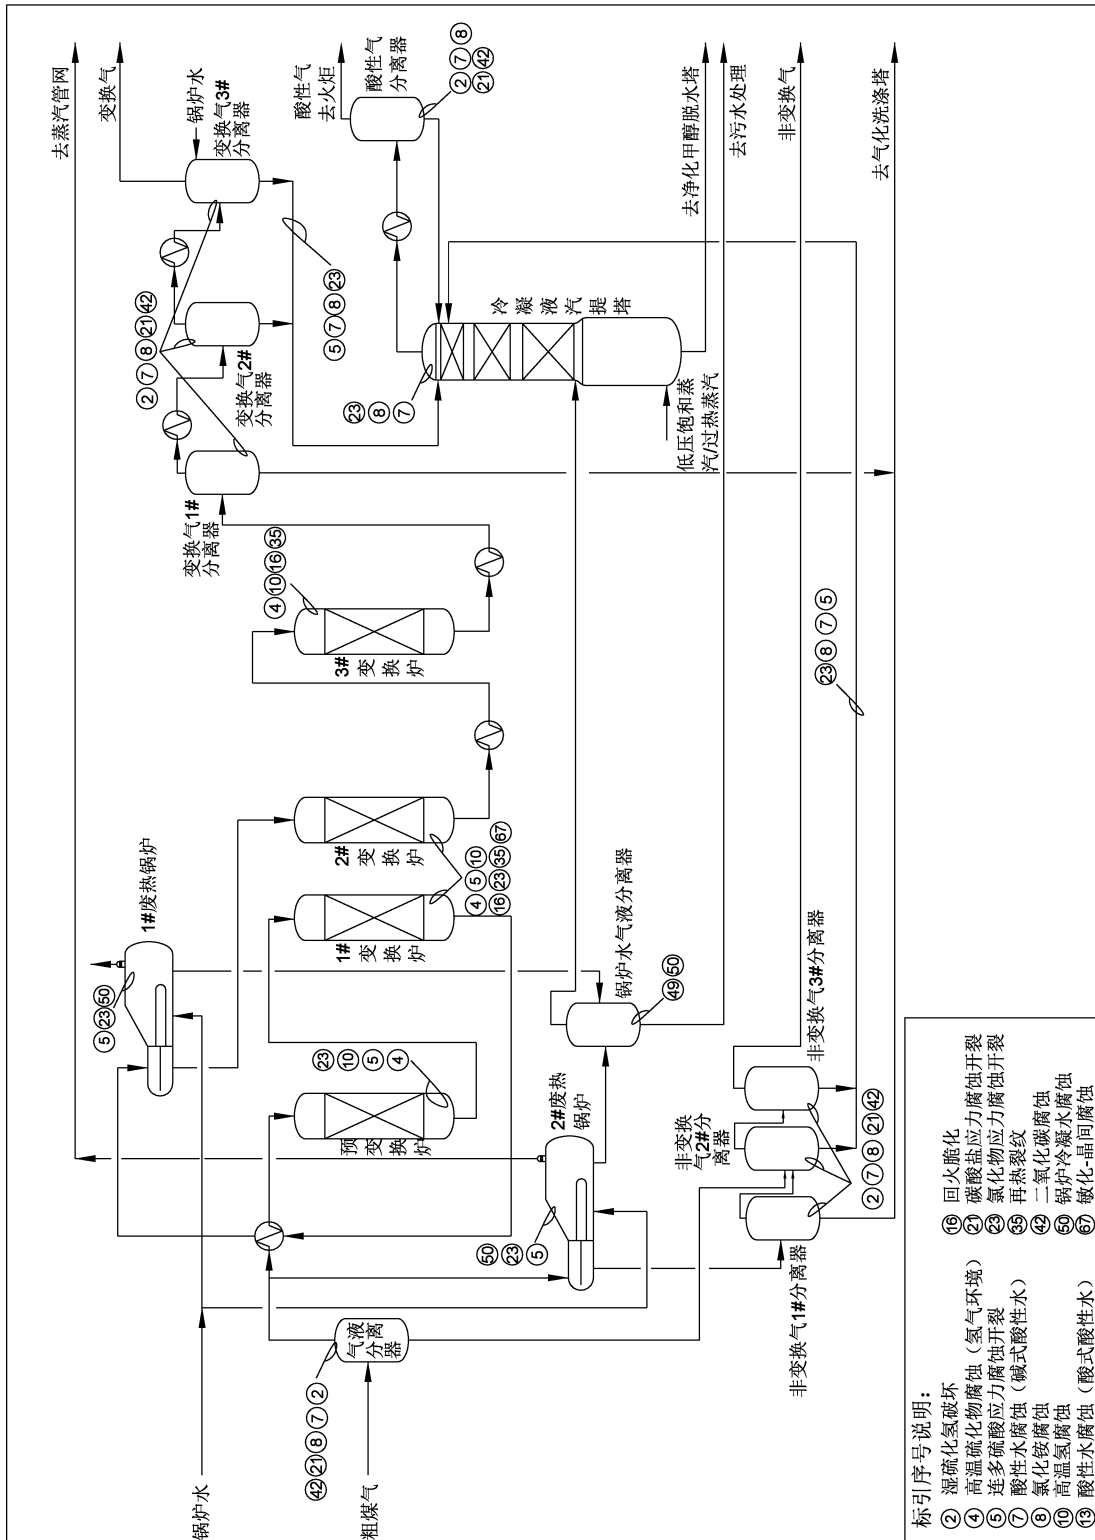 去蒸汽管网
变换气
锅炉水
变换气3#
分离器
酸性气
去火炬
酸性气
分离器
②⑦⑧
㉑㊷
去净化甲醇脱水塔
去污水处理
非变换气
去气化洗涤塔
②⑦⑧㉑㊷
变换气2#
分离器
⑤⑦⑧㉓
冷凝液汽提塔
㉓⑧⑦
低压饱和蒸
汽/过热蒸汽
变换气1#
分离器
④⑩⑯㉟
3#
变换炉
㉓⑧⑦⑤
2#
变换炉
1#
变换炉
④⑤⑩
⑯㉓㉟67
1#废热锅炉
⑤㉓㊿
锅炉水气液分离器
㊾㊿
㉓⑩⑤④
预变换炉
2#废热
锅炉
㊿㉓⑤
非变换
气2#分
离器
非变换气3#分离器
②⑦⑧㉑㊷
非变换气1#分离器
气液
分离
器
㊷㉑⑧⑦②
锅炉水
粗煤气
标引序号说明：
② 湿硫化氢破坏
④ 高温硫化物腐蚀（氢气环境）
⑤ 连多硫酸应力腐蚀开裂
⑦ 酸性水腐蚀（碱式酸性水）
⑧ 氯化铵腐蚀
⑩ 高温氢腐蚀
⑬ 酸性水腐蚀（酸式酸性水）
⑯ 回火脆化
㉑ 碳酸盐应力腐蚀开裂
㉓ 氯化物应力腐蚀开裂
㉟ 再热裂纹
㊷ 二氧化碳腐蚀
㊿ 锅炉冷凝水腐蚀
67 敏化-晶间腐蚀